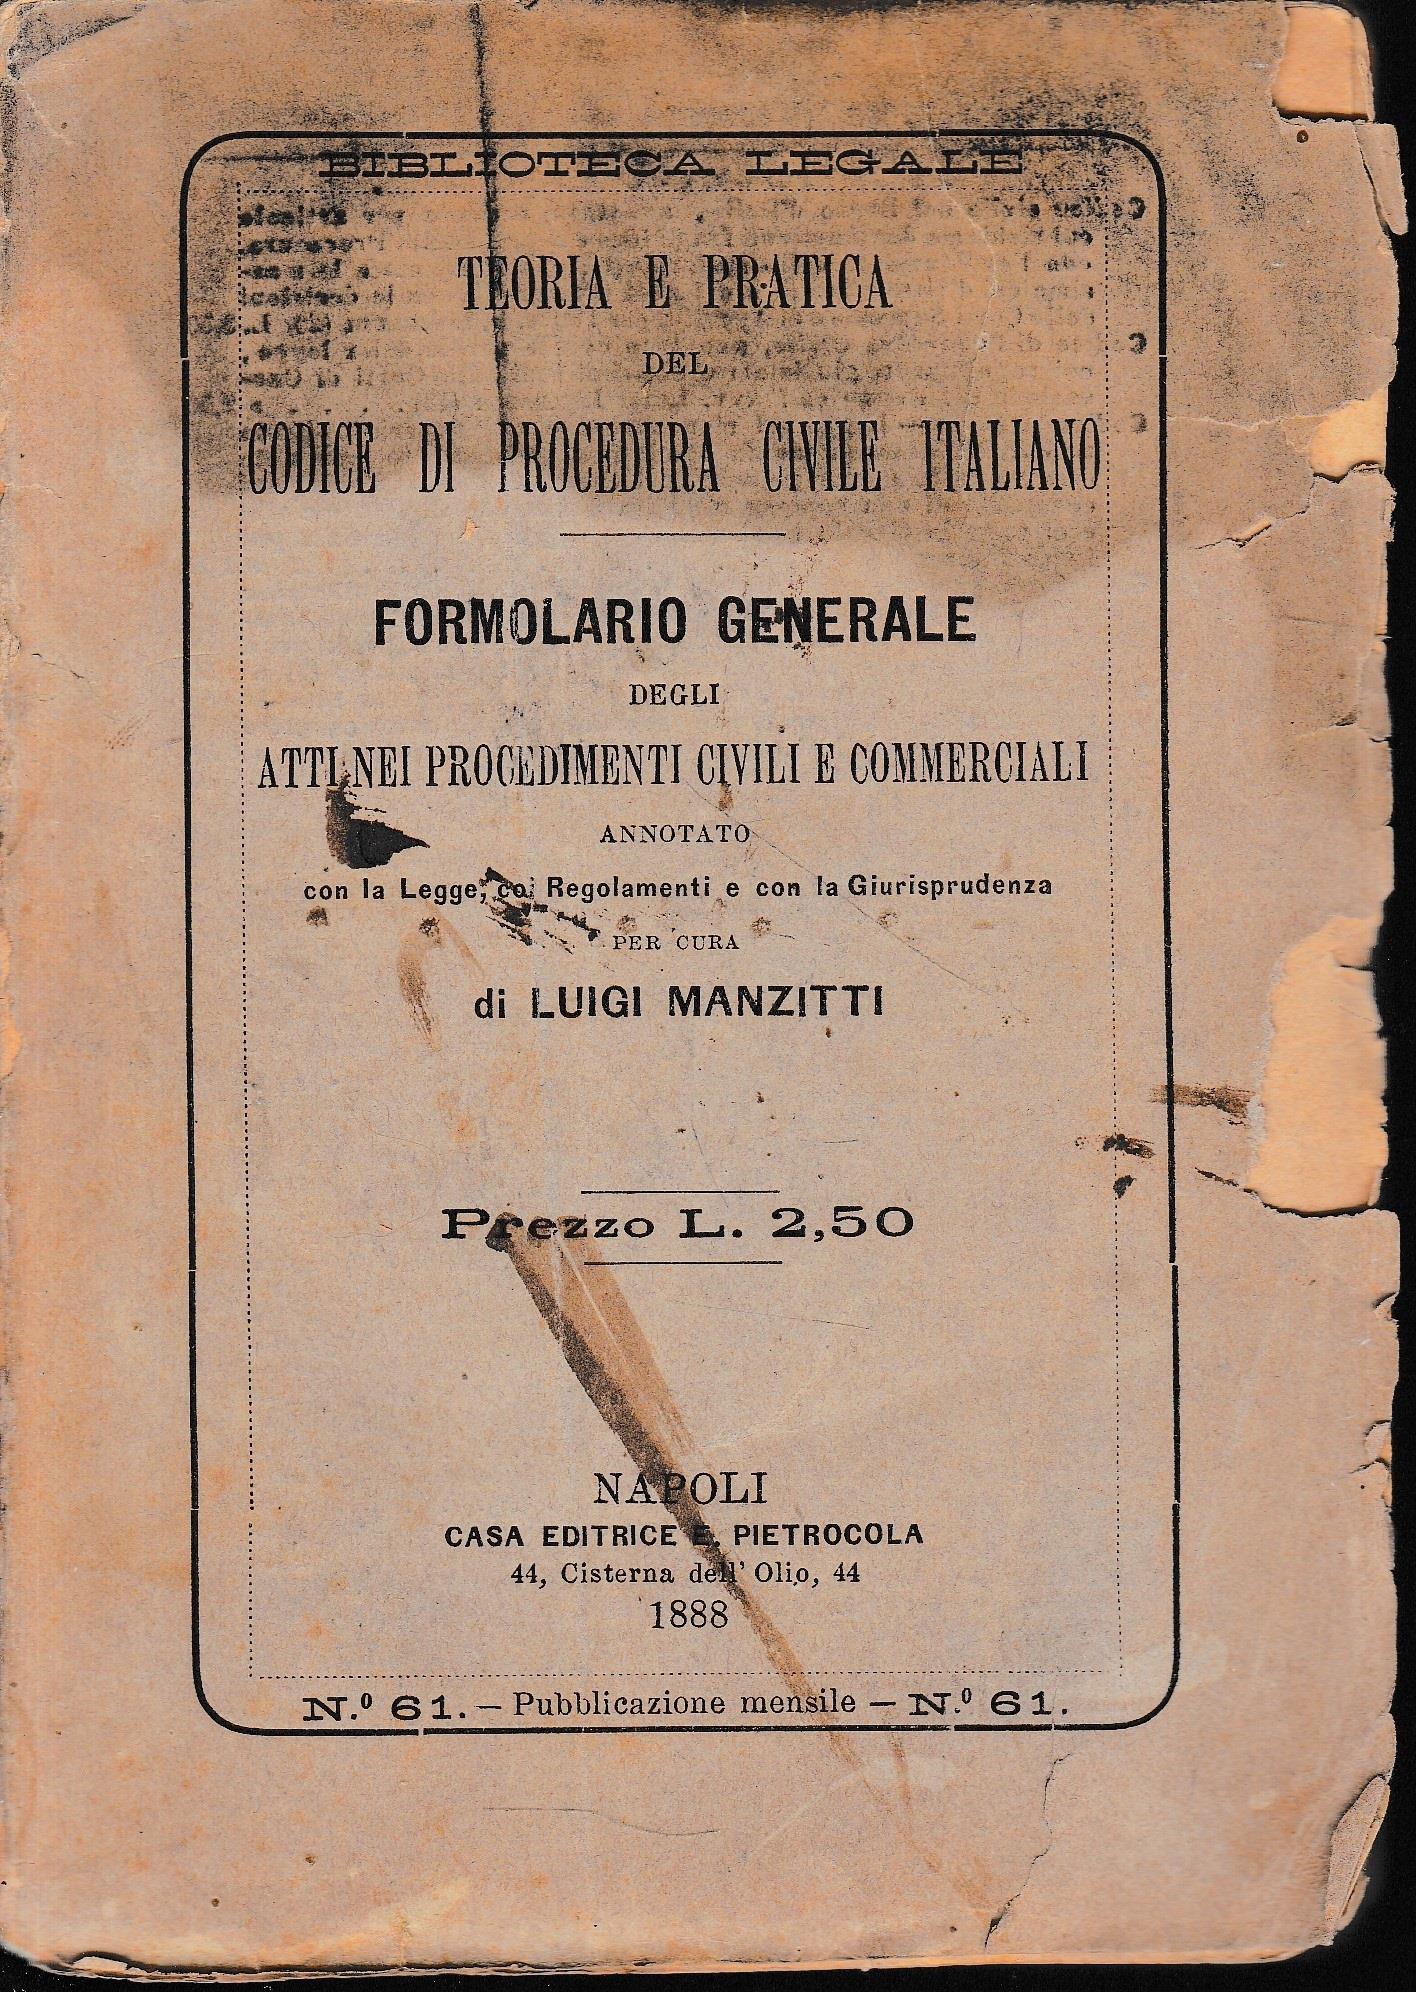 BIBLIOTECA LEGALE
TEORIA E PRATICA
DEL
CODICE DI PROCEDURA CIVILE ITALIANO
FORMOLARIO GENERALE
DEGLI
ATTI NEI PROCEDIMENTI CIVILI E COMMERCIALI
ANNOTATO
con la Legge, coi Regolamenti e con la Giurisprudenza
PER CURA
di LUIGI MANZITTI
Prezzo L. 2,50
NAPOLI
CASA EDITRICE E. PIETROCOLA
44, Cisterna dell' Olio, 44
1888
N.º 61. — Pubblicazione mensile — N.º 61.